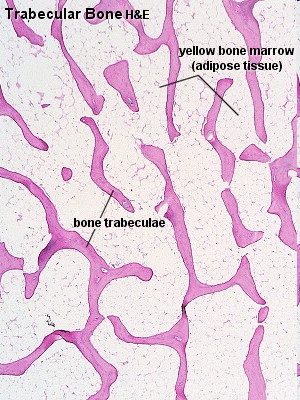 Trabecular Bone H&E
yellow bone marrow
(adipose tissue)
bone trabeculae